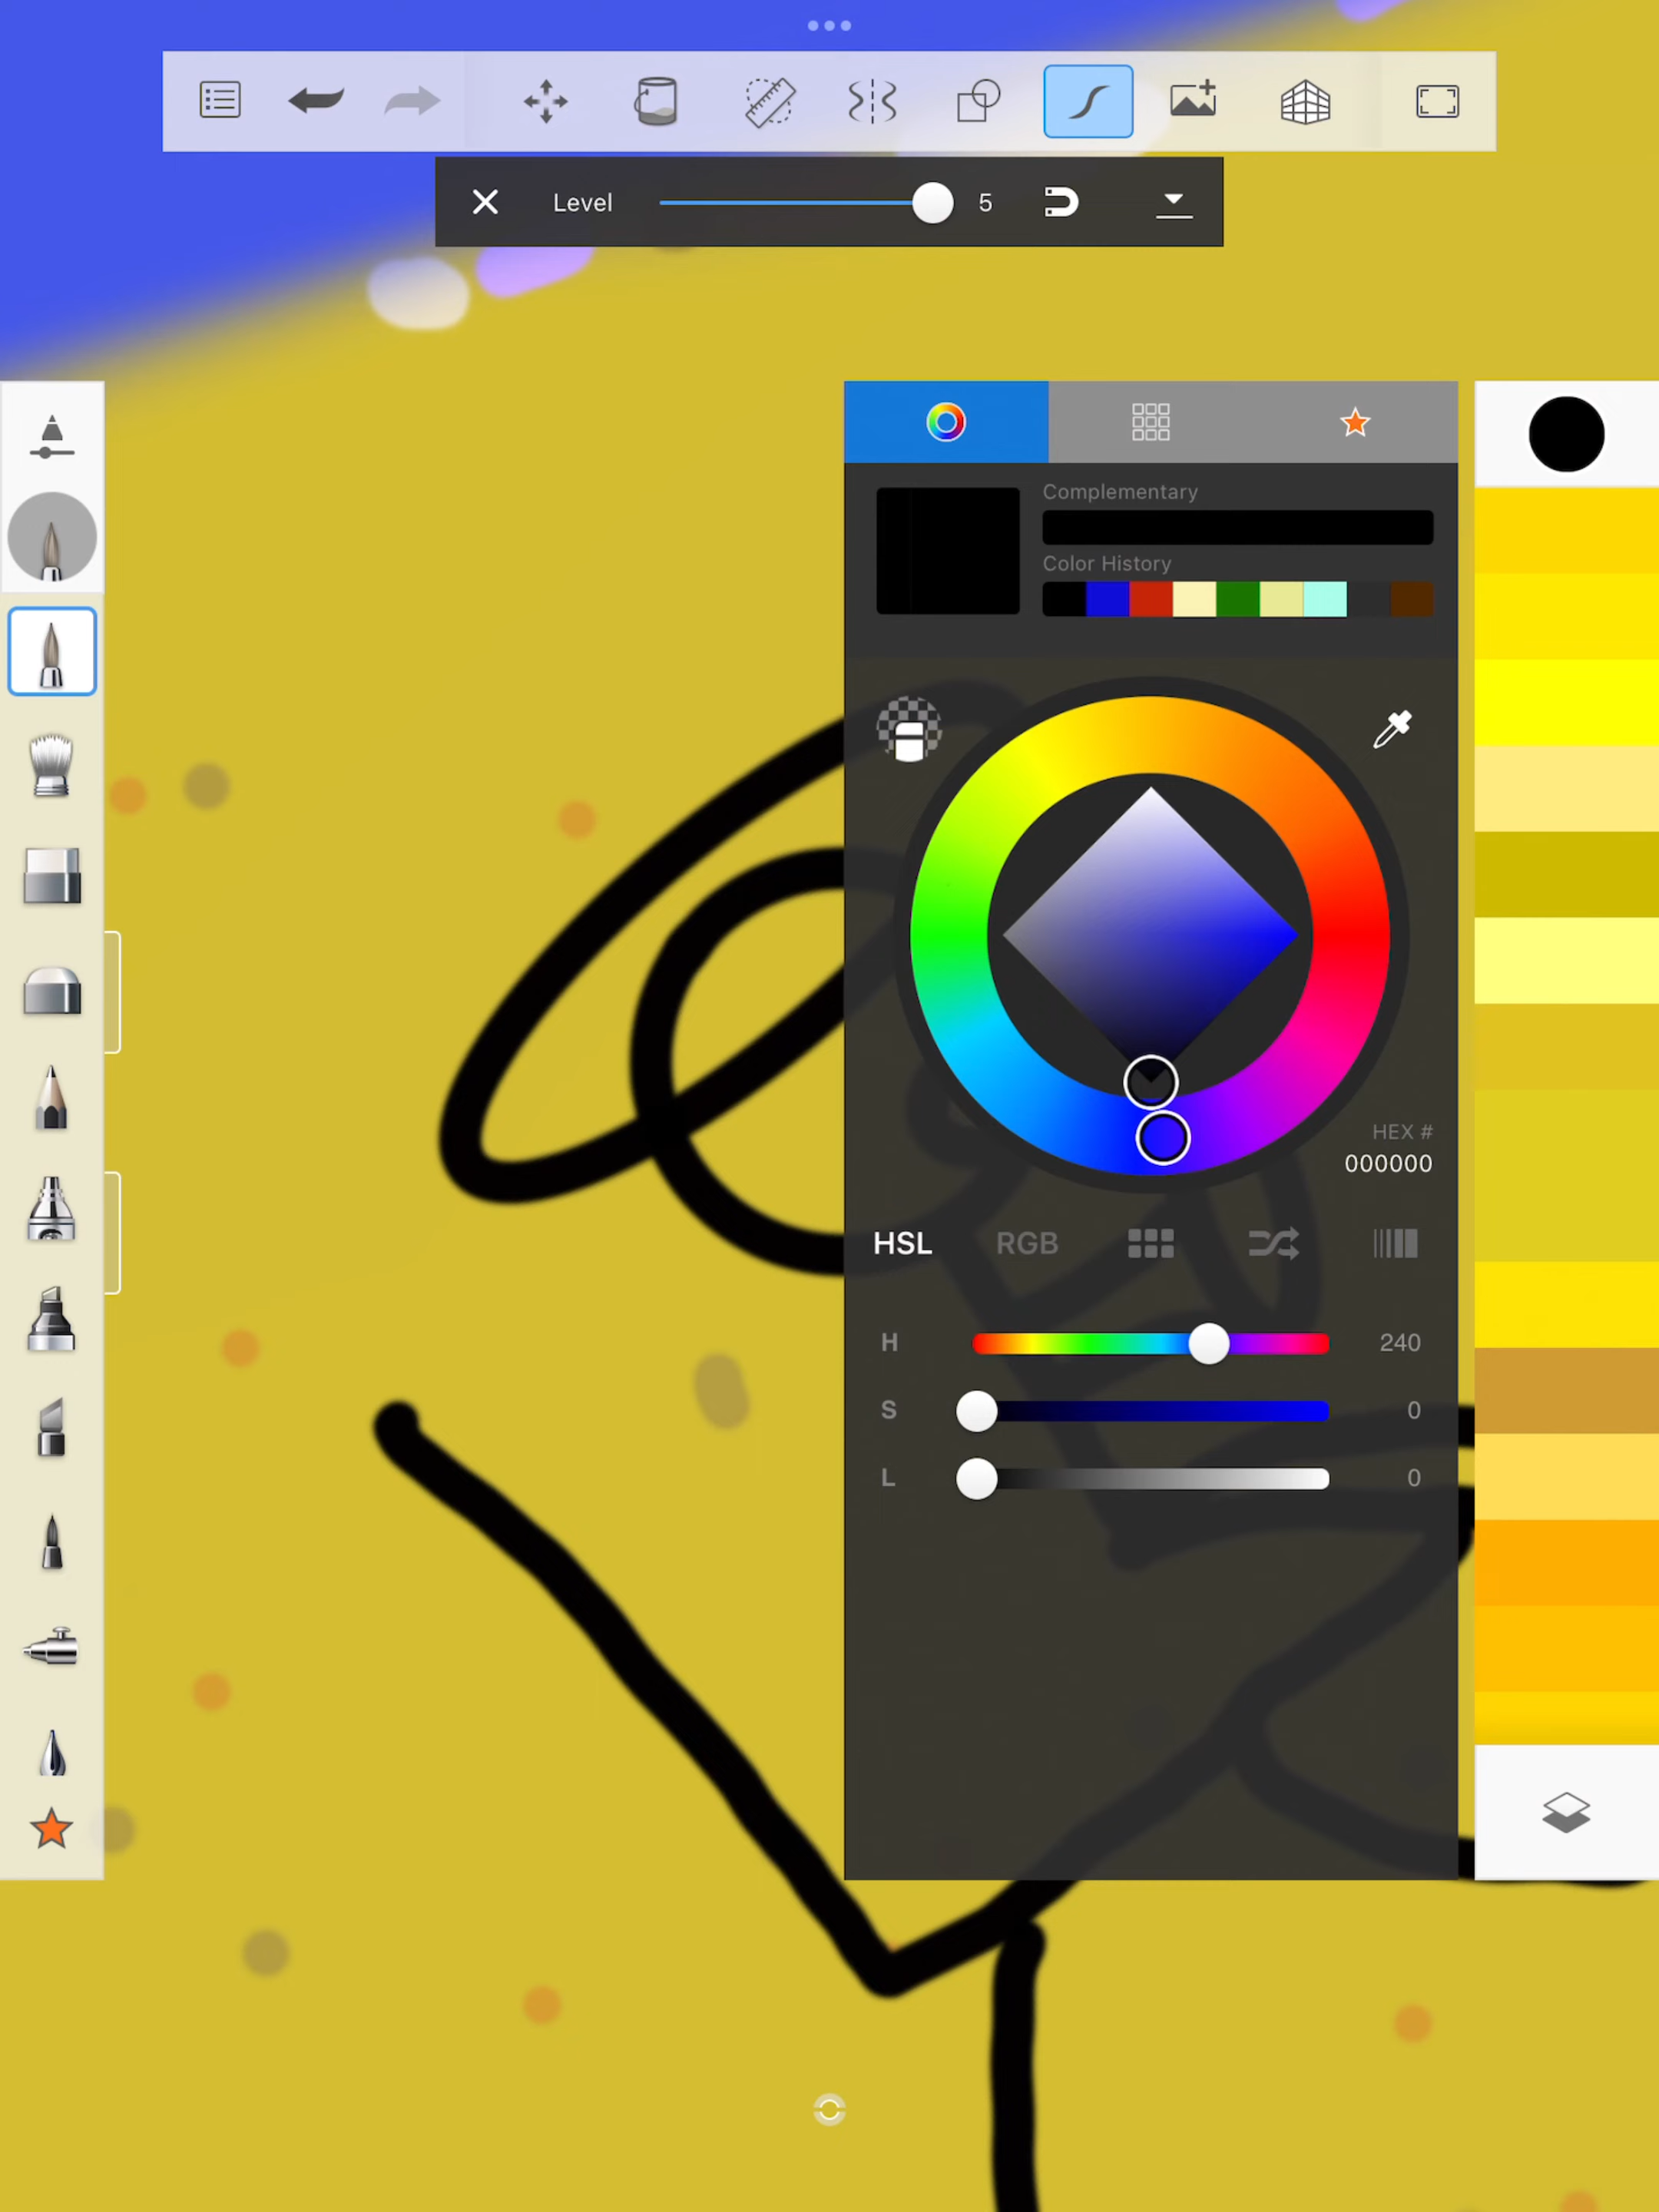 Level 5
Complementary
Color History
HEX #
000000
HSL RGB
H 240
S 0
L 0